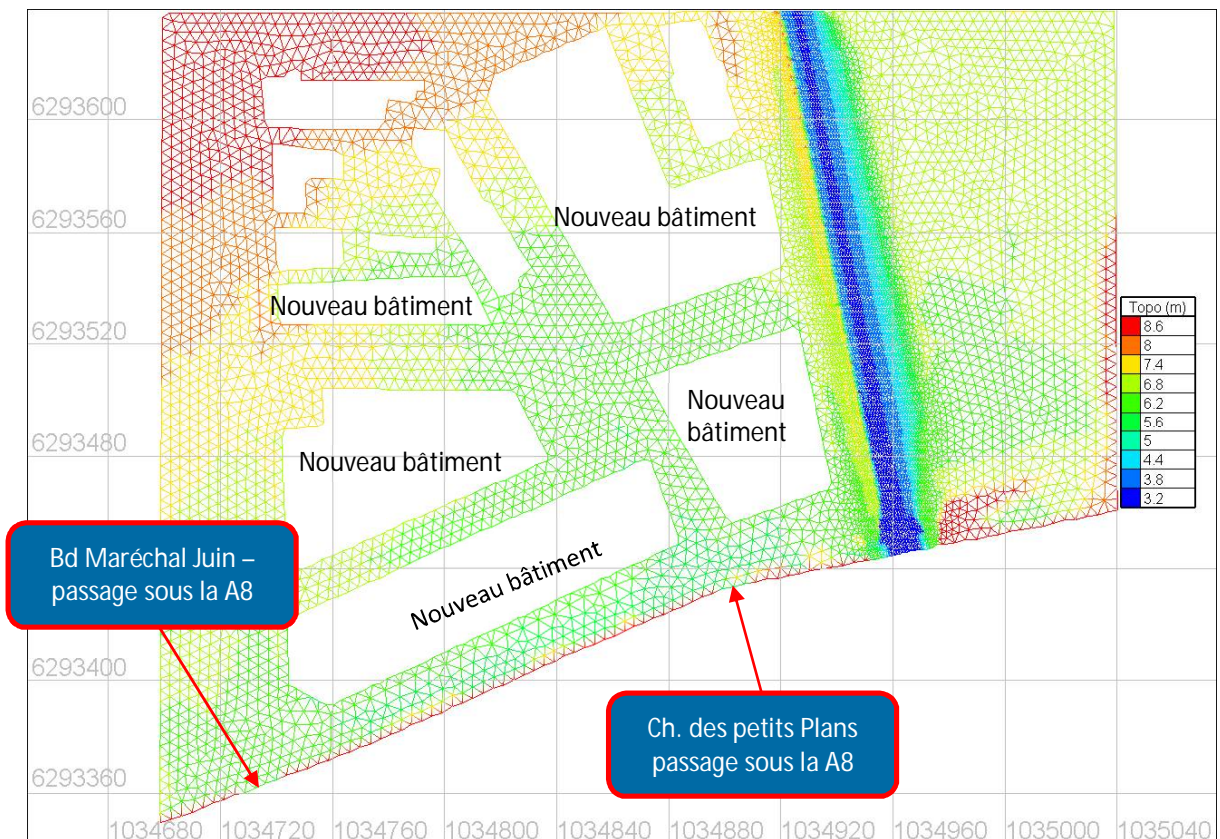 6293600
6293560
Nouveau bâtiment
Nouveau bâtiment
6293520
Topo (m)
8.6
8
7.4
6.8
6.2
5.6
5
4.4
3.8
3.2
Nouveau
bâtiment
6293480
Nouveau bâtiment
Bd Maréchal Juin –
passage sous la A8
Nouveau bâtiment
6293400
Ch. des petits Plans
passage sous la A8
6293360
1034680 1034720 1034760 1034800 1034840 1034880 1034920 1034960 1035000 1035040